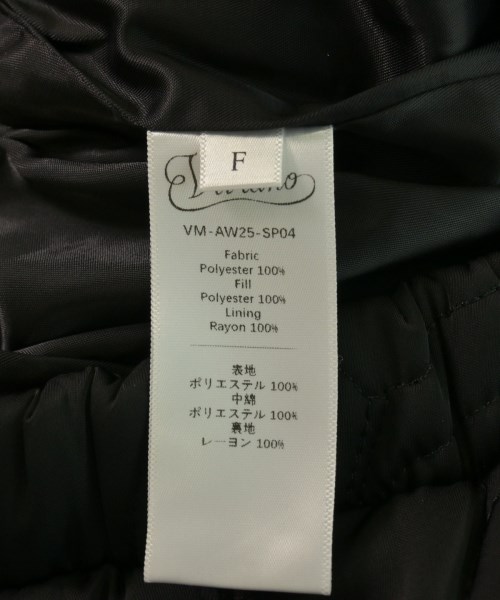 F
VM-AW25-SP04
Fabric
Polyester 100%
Fill
Polyester 100%
Lining
Rayon 100%
表地
ポリエステル 100%
中綿
ポリエステル 100%
裏地
レーヨン 100%